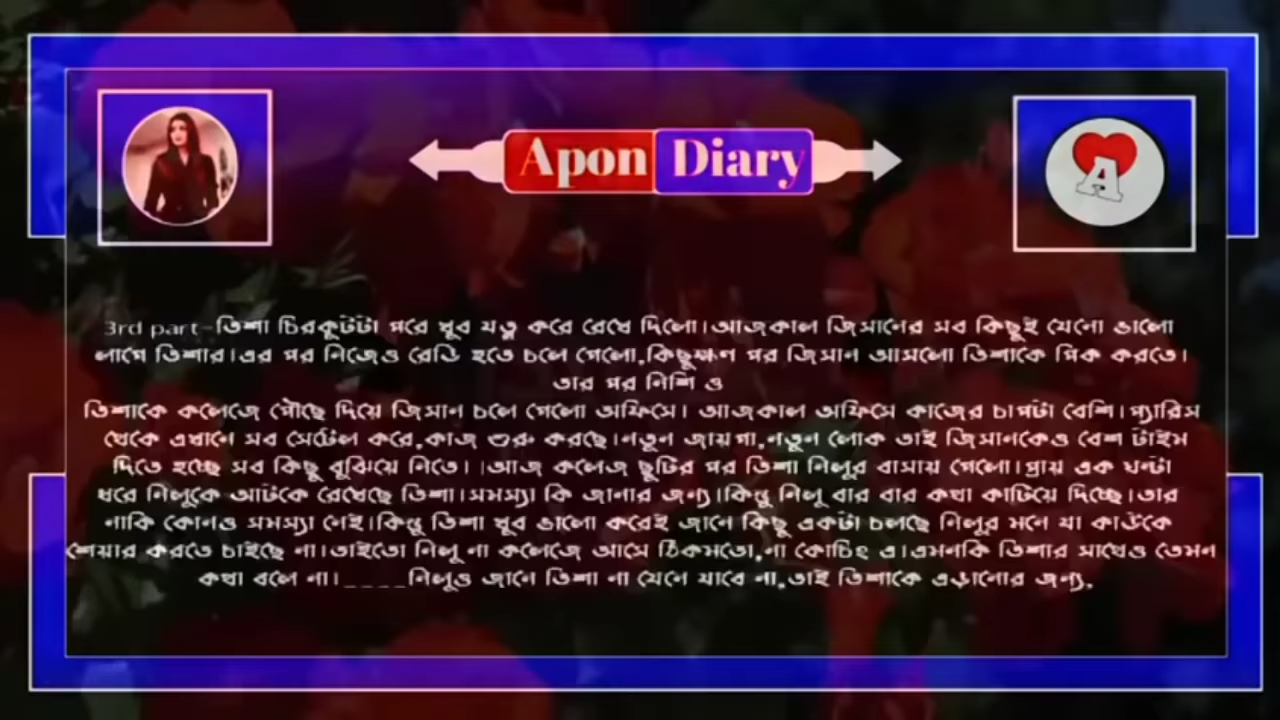 Apon Diary
A
3rd part-তিশা চিরকুটটা পরে খুব যত্ন করে রেখে দিলো।আজকাল জিসানের সব কিছুই যেনো ভালো
লাগে তিশার।এর পর নিজেও রেডি হতে চলে গেলো,কিছুক্ষণ পর জিসান আসলো তিশাকে পিক করতে।
তার পর নিশি ও
তিশাকে কলেজে পৌঁছে দিয়ে জিসান চলে গেলো অফিসে। আজকাল অফিসে কাজের চাপটা বেশি।প্যারিস
থেকে এখানে সব সেটেল করে,কাজ শুরু করছে।নতুন জায়গা,নতুন লোক তাই জিসানকেও বেশ টাইম
দিতে হচ্ছে সব কিছু বুঝিয়ে নিতে। ।আজ কলেজ ছুটির পর তিশা নিলুর বাসায় গেলো।প্রায় এক ঘন্টা
ধরে নিলুকে আটকে রেখেছে তিশা।সমস্যা কি জানার জন্য।কিন্তু নিলু বার বার কথা কাটিয়ে দিচ্ছে।তার
নাকি কোনও সমস্যা নেই।কিন্তু তিশা খুব ভালো করেই জানে কিছু একটা চলছে নিলুর মনে যা কাউকে
শেয়ার করতে চাইছে না।তাইতো নিলু না কলেজে আসে ঠিকমতো,না কোচিং এ।এমনকি তিশার সাথেও তেমন
কথা বলে না।____নিলুও জানে তিশা না যেনে যাবে না,তাই তিশাকে এড়ানোর জন্য,